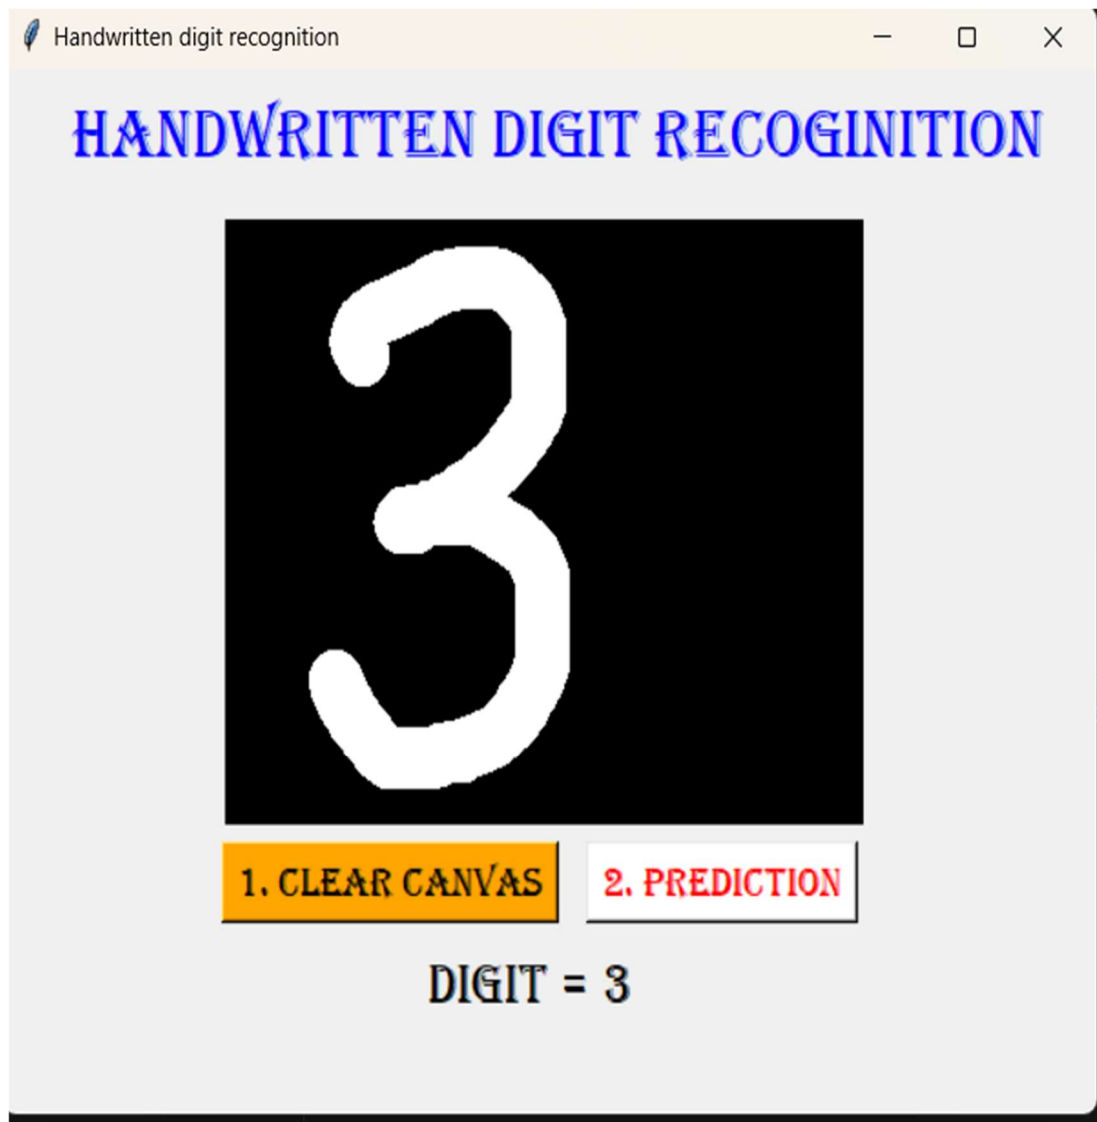 Handwritten digit recognition
HANDWRITTEN DIGIT RECOGINITION
3
1. CLEAR CANVAS 2. PREDICTION
DIGIT = 3